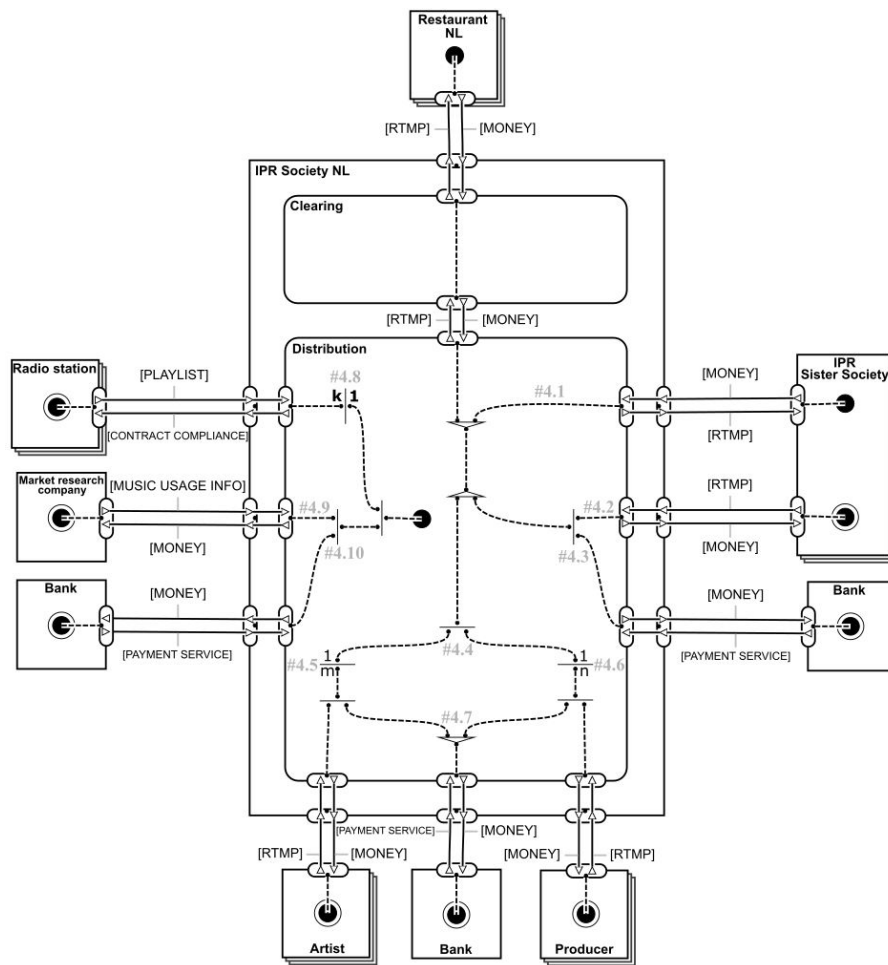 Restaurant
NL
[RTMP]
[MONEY]
IPR Society NL
Clearing
[RTMP]
[MONEY]
Distribution
Radio station
[PLAYLIST]
[CONTRACT COMPLIANCE]
#4.8
k 1
#4.1
[MONEY]
[RTMP]
IPR
Sister Society
Market research
company
[MUSIC USAGE INFO]
[MONEY]
#4.9
#4.10
#4.2
#4.3
[RTMP]
[MONEY]
Bank
[MONEY]
[PAYMENT SERVICE]
[MONEY]
[PAYMENT SERVICE]
Bank
#4.4
#4.5
1
m
1
n
#4.6
#4.7
[RTMP]
[MONEY]
[PAYMENT SERVICE]
[MONEY]
[MONEY]
[RTMP]
Artist
Bank
Producer